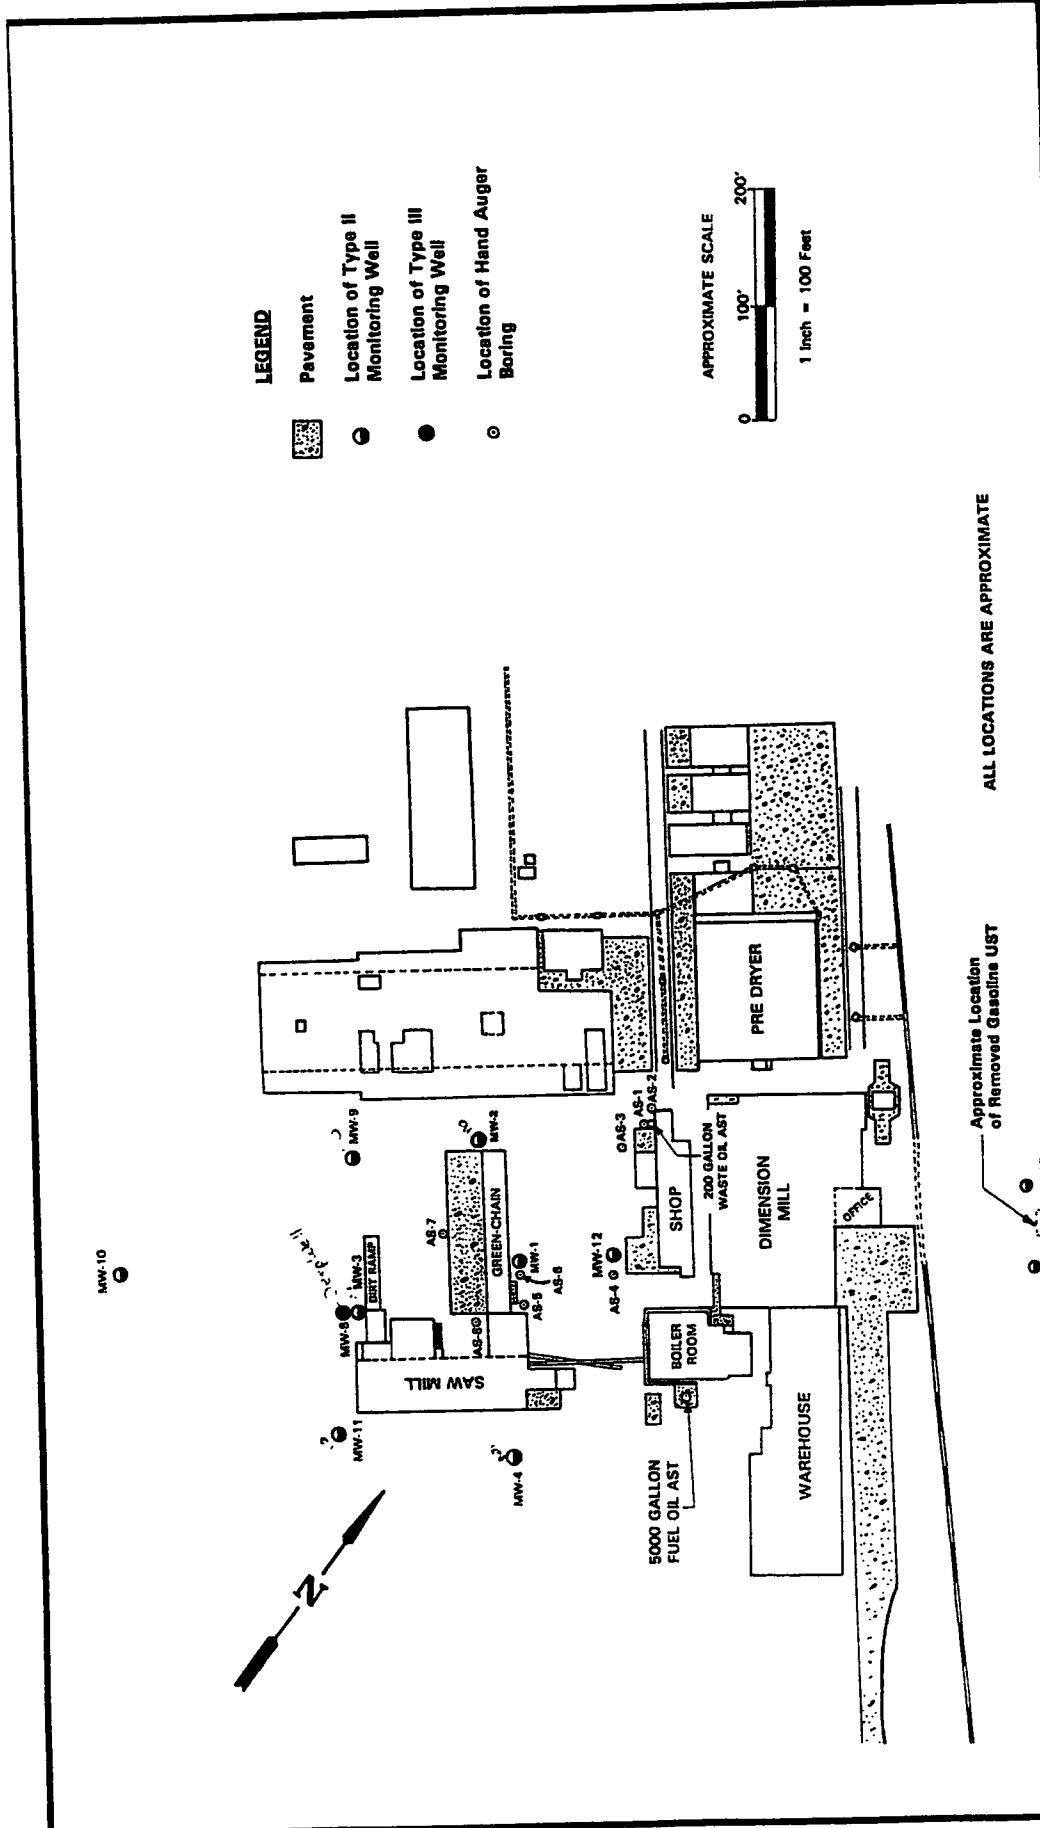 LEGEND
Pavement
Location of Type II
Monitoring Well
Location of Type III
Monitoring Well
Location of Hand Auger
Boring
APPROXIMATE SCALE
0 100' 200'
1 Inch = 100 Feet
ALL LOCATIONS ARE APPROXIMATE
Approximate Location
of Removed Gasoline UST
MW-10
MW-9
MW-2
MW-3
MW-8
DIRT RAMP
MW-11
MW-4
SAW MILL
AS-7
GREEN-CHAIN
AS-8
MW-1
AS-6
AS-5
MW-12
AS-4
AS-3
AS-1
AS-2
SHOP
200 GALLON
WASTE OIL AST
PRE DRYER
DIMENSION
MILL
OFFICE
BOILER
ROOM
WAREHOUSE
5000 GALLON
FUEL OIL AST
N